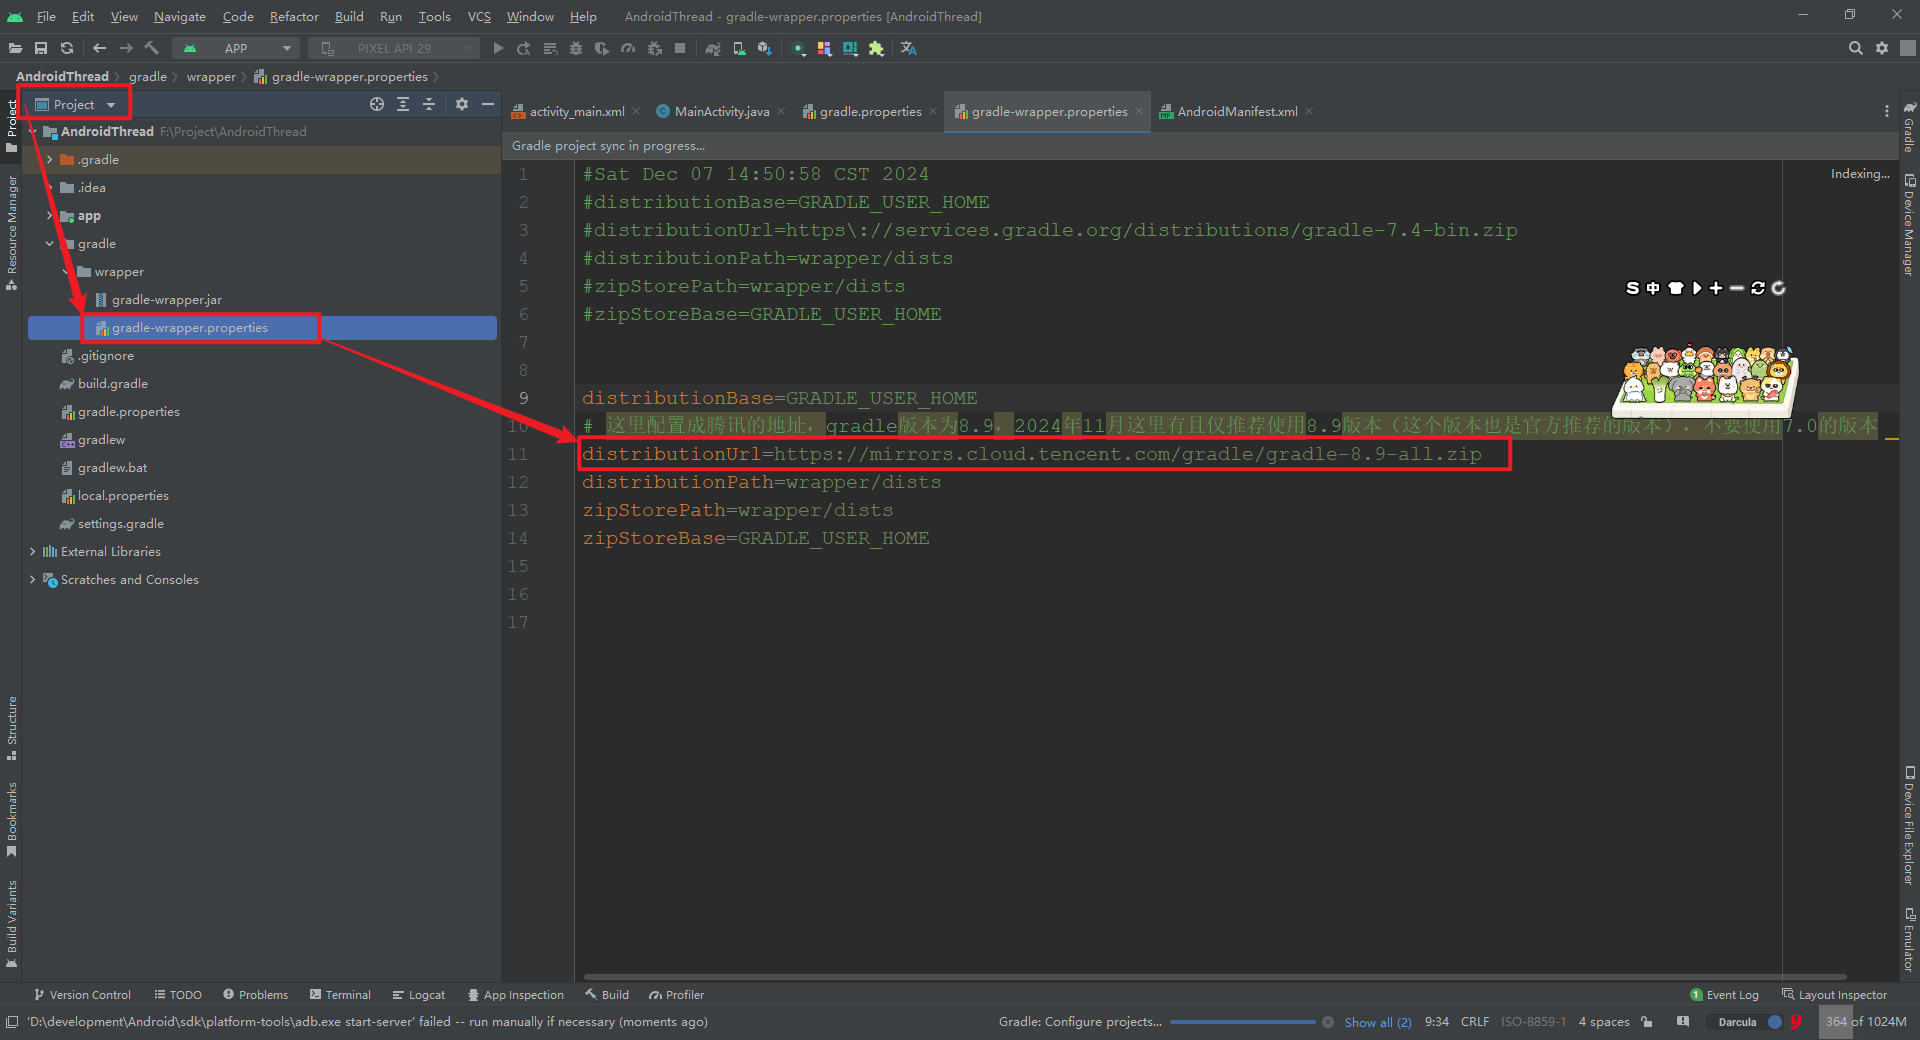 File Edit View Navigate Code Refactor Build Run Tools VCS Window Help AndroidThread - gradle-wrapper.properties [AndroidThread]
APP PIXEL API 29
AndroidThread gradle wrapper gradle-wrapper.properties
Project
activity_main.xml MainActivity.java gradle.properties gradle-wrapper.properties AndroidManifest.xml
Gradle project sync in progress...
Indexing...
AndroidThread F:\Project\AndroidThread
.gradle
.idea
app
gradle
wrapper
gradle-wrapper.jar
gradle-wrapper.properties
.gitignore
build.gradle
gradle.properties
gradlew
gradlew.bat
local.properties
settings.gradle
External Libraries
Scratches and Consoles
1 #Sat Dec 07 14:50:58 CST 2024
2 #distributionBase=GRADLE_USER_HOME
3 #distributionUrl=https\://services.gradle.org/distributions/gradle-7.4-bin.zip
4 #distributionPath=wrapper/dists
5 #zipStorePath=wrapper/dists
6 #zipStoreBase=GRADLE_USER_HOME
7
8
9 distributionBase=GRADLE_USER_HOME
10 # 这里配置成腾讯的地址，gradle版本为8.9，2024年11月这里有且仅推荐使用8.9版本（这个版本也是官方推荐的版本），不要使用7.0的版本
11 distributionUrl=https://mirrors.cloud.tencent.com/gradle/gradle-8.9-all.zip
12 distributionPath=wrapper/dists
13 zipStorePath=wrapper/dists
14 zipStoreBase=GRADLE_USER_HOME
15
16
17
S 中
Project
Resource Manager
Structure
Bookmarks
Build Variants
Gradle
Device Manager
Device File Explorer
Emulator
Version Control TODO Problems Terminal Logcat App Inspection Build Profiler 1 Event Log Layout Inspector
'D:\development\Android\sdk\platform-tools\adb.exe start-server' failed -- run manually if necessary (moments ago) Gradle: Configure projects... Show all (2) 9:34 CRLF ISO-8859-1 4 spaces Darcula y 364 of 1024M